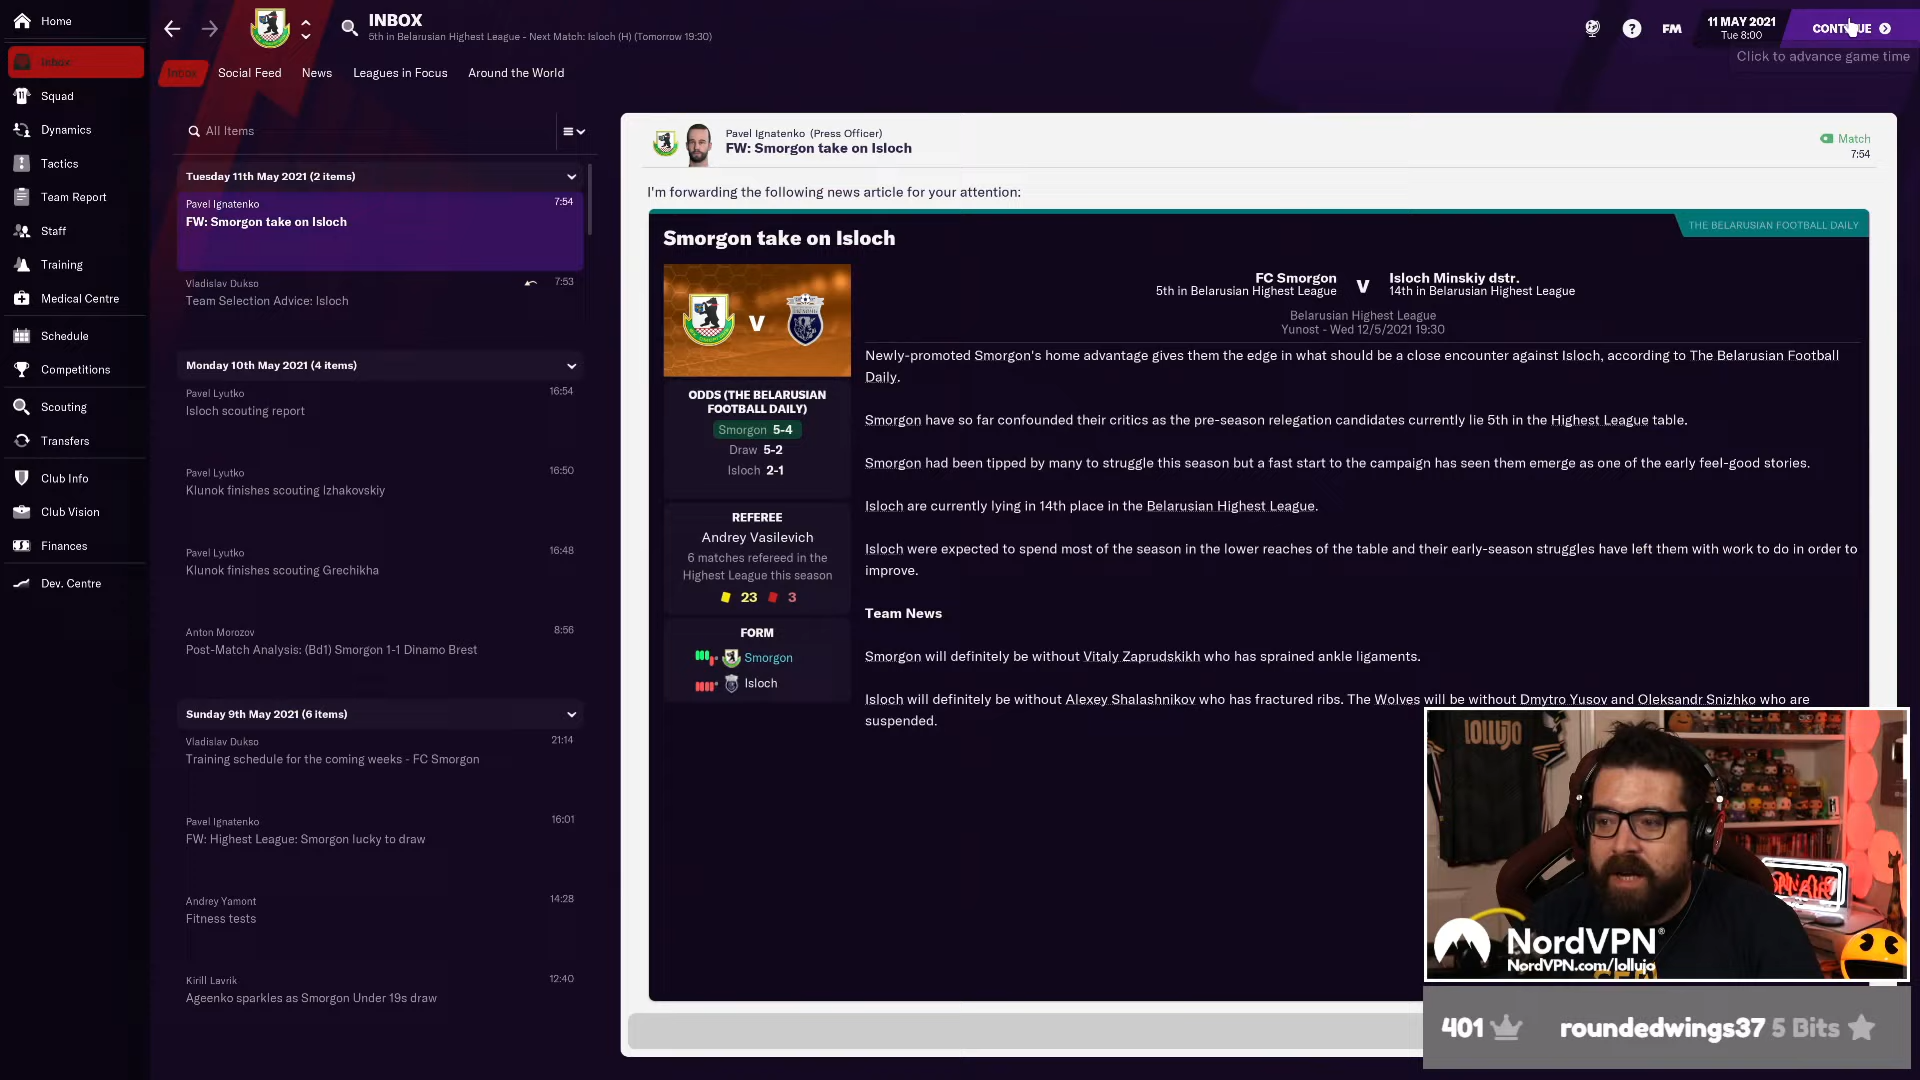 Home
Inbox
Squad
Dynamics
Tactics
Team Report
Staff
Training
Medical Centre
Schedule
Competitions
Scouting
Transfers
Club Info
Club Vision
Finances
Dev. Centre
INBOX
5th in Belarusian Highest League - Next Match: Isloch (H) (Tomorrow 19:30)
FM
11 MAY 2021
Tue 8:00
CONTINUE
Click to advance game time
Inbox
Social Feed
News
Leagues in Focus
Around the World
All Items
Tuesday 11th May 2021 (2 items)
Pavel Ignatenko 7:54
FW: Smorgon take on Isloch
Vladislav Dukso 7:53
Team Selection Advice: Isloch
Monday 10th May 2021 (4 items)
Pavel Lyutko 16:54
Isloch scouting report
Pavel Lyutko 16:50
Klunok finishes scouting Izhakovskiy
Pavel Lyutko 16:48
Klunok finishes scouting Grechikha
Anton Morozov 8:56
Post-Match Analysis: (Bd1) Smorgon 1-1 Dinamo Brest
Sunday 9th May 2021 (6 items)
Vladislav Dukso 21:14
Training schedule for the coming weeks - FC Smorgon
Pavel Ignatenko 16:01
FW: Highest League: Smorgon lucky to draw
Andrey Yamont 14:28
Fitness tests
Kirill Lavrik 12:40
Ageenko sparkles as Smorgon Under 19s draw
Pavel Ignatenko (Press Officer)
FW: Smorgon take on Isloch
Match
7:54
I'm forwarding the following news article for your attention:
THE BELARUSIAN FOOTBALL DAILY
Smorgon take on Isloch
V
FC Smorgon V Isloch Minskiy dstr.
5th in Belarusian Highest League 14th in Belarusian Highest League
Belarusian Highest League
Yunost - Wed 12/5/2021 19:30
ODDS (THE BELARUSIAN
FOOTBALL DAILY)
Smorgon 5-4
Draw 5-2
Isloch 2-1
REFEREE
Andrey Vasilevich
6 matches refereed in the
Highest League this season
23 3
FORM
Smorgon
Isloch
Newly-promoted Smorgon's home advantage gives them the edge in what should be a close encounter against Isloch, according to The Belarusian Football
Daily.
Smorgon have so far confounded their critics as the pre-season relegation candidates currently lie 5th in the Highest League table.
Smorgon had been tipped by many to struggle this season but a fast start to the campaign has seen them emerge as one of the early feel-good stories.
Isloch are currently lying in 14th place in the Belarusian Highest League.
Isloch were expected to spend most of the season in the lower reaches of the table and their early-season struggles have left them with work to do in order to
improve.
Team News
Smorgon will definitely be without Vitaly Zaprudskikh who has sprained ankle ligaments.
Isloch will definitely be without Alexey Shalashnikov who has fractured ribs. The Wolves will be without Dmytro Yusov and Oleksandr Snizhko who are
suspended.
lollujo
NordVPN®
NordVPN.com/lollujo
401 roundedwings37 5 Bits